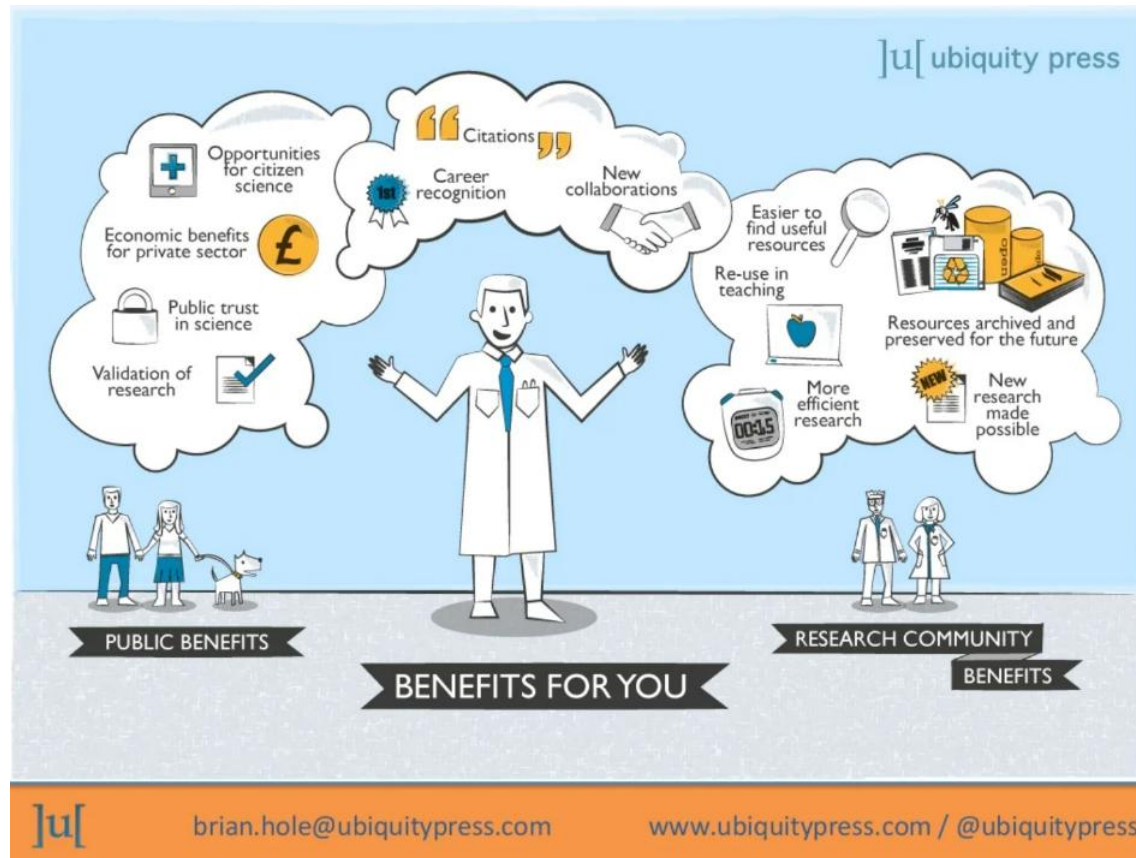 ]u[ ubiquity press
Opportunities
for citizen
science
Economic benefits
for private sector
£
Public trust
in science
Validation of
research
“ Citations ”
1st
Career
recognition
New
collaborations
Easier to
find useful
resources
open
open
Re-use in
teaching
Resources archived and
preserved for the future
More
efficient
research
00:15
NEW
New
research
made
possible
PUBLIC BENEFITS
BENEFITS FOR YOU
RESEARCH COMMUNITY
BENEFITS
]u[
brian.hole@ubiquitypress.com
www.ubiquitypress.com / @ubiquitypress